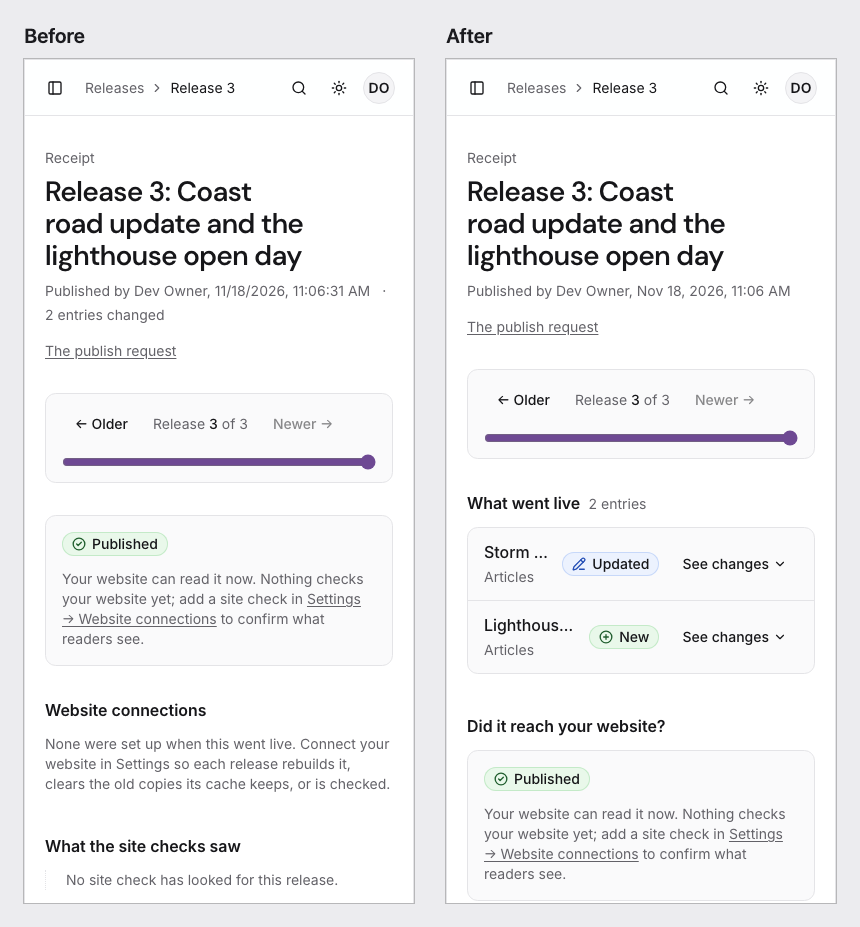 Before
Releases > Release 3
DO
Receipt
Release 3: Coast
road update and the
lighthouse open day
Published by Dev Owner, 11/18/2026, 11:06:31 AM ·
2 entries changed
The publish request
← Older Release 3 of 3 Newer →
Published
Your website can read it now. Nothing checks
your website yet; add a site check in Settings
→ Website connections to confirm what
readers see.
Website connections
None were set up when this went live. Connect your
website in Settings so each release rebuilds it,
clears the old copies its cache keeps, or is checked.
What the site checks saw
No site check has looked for this release.
After
Releases > Release 3
DO
Receipt
Release 3: Coast
road update and the
lighthouse open day
Published by Dev Owner, Nov 18, 2026, 11:06 AM
The publish request
← Older Release 3 of 3 Newer →
What went live 2 entries
Storm ... Updated See changes
Articles
Lighthous... New See changes
Articles
Did it reach your website?
Published
Your website can read it now. Nothing checks
your website yet; add a site check in Settings
→ Website connections to confirm what
readers see.